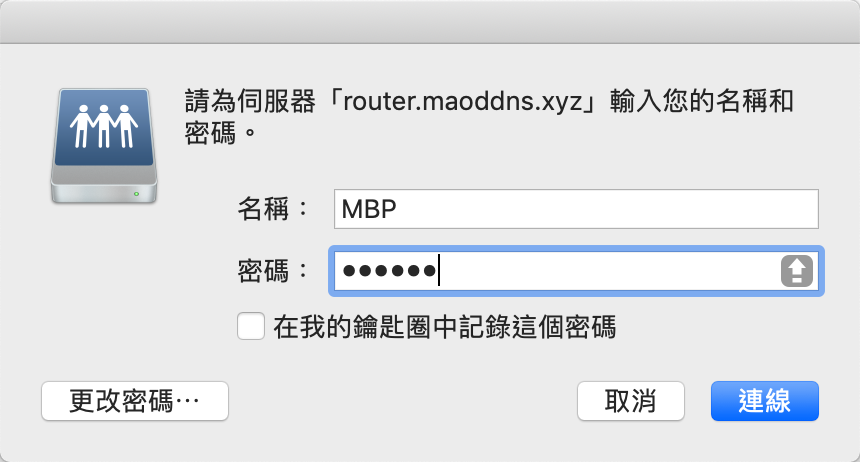 請為伺服器「router.maoddns.xyz」輸入您的名稱和
密碼。
名稱：
MBP
密碼：
••••••
在我的鑰匙圈中記錄這個密碼
更改密碼⋯
取消
連線